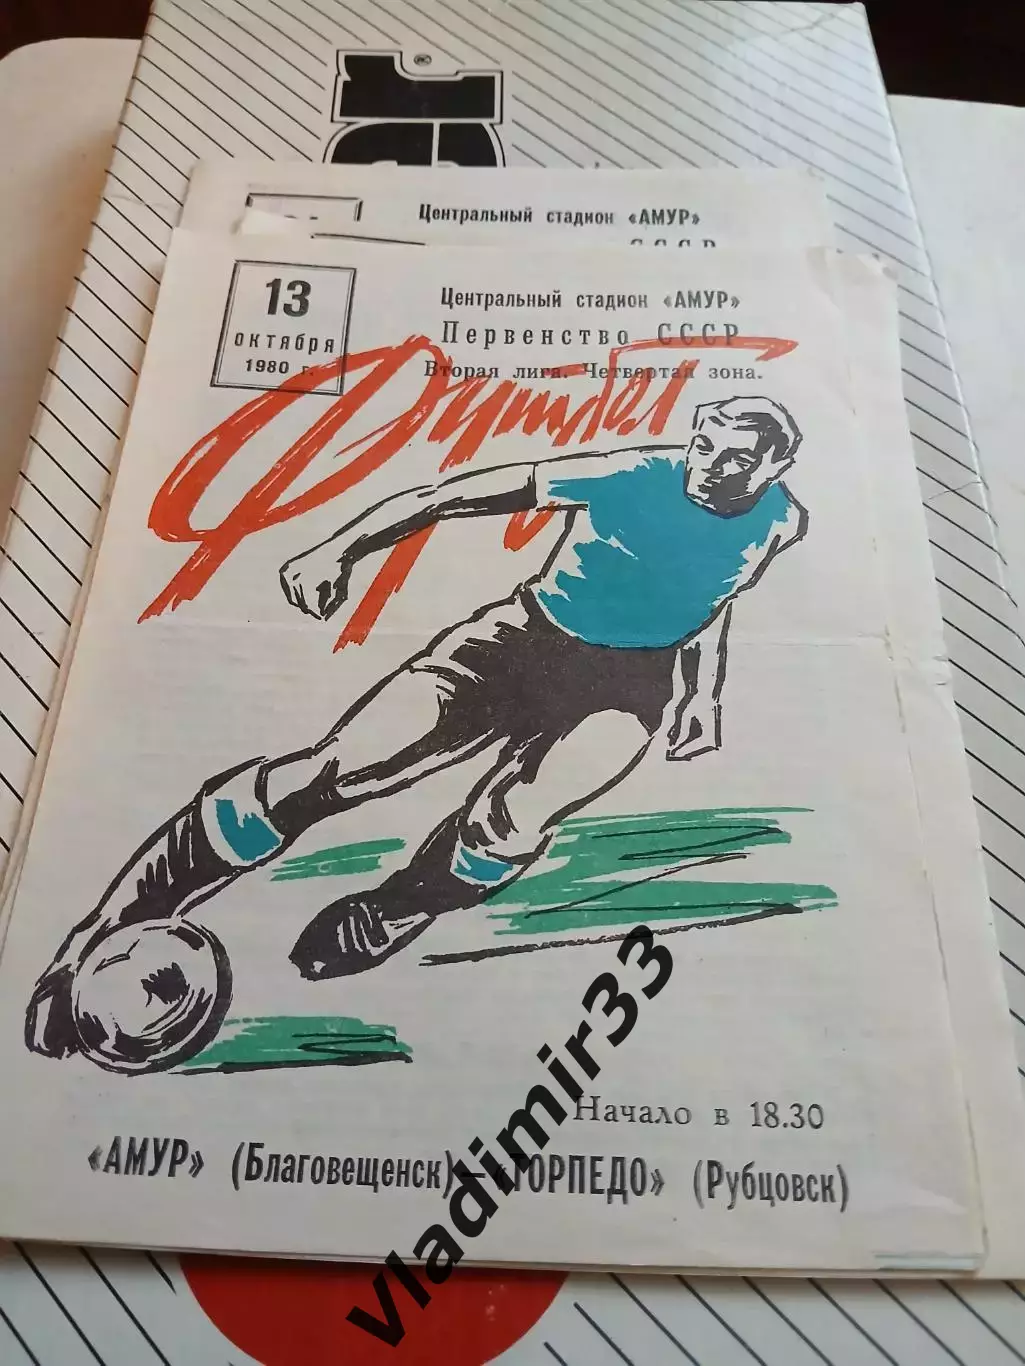 Центральный стадион «АМУР»
СССР
13
октября
1980 г.
Центральный стадион «АМУР»
Первенство СССР
Вторая лига. Четвертая зона.
Футбол
Начало в 18.30
«АМУР» (Благовещенск)—«ТОРПЕДО» (Рубцовск)
vladimir33